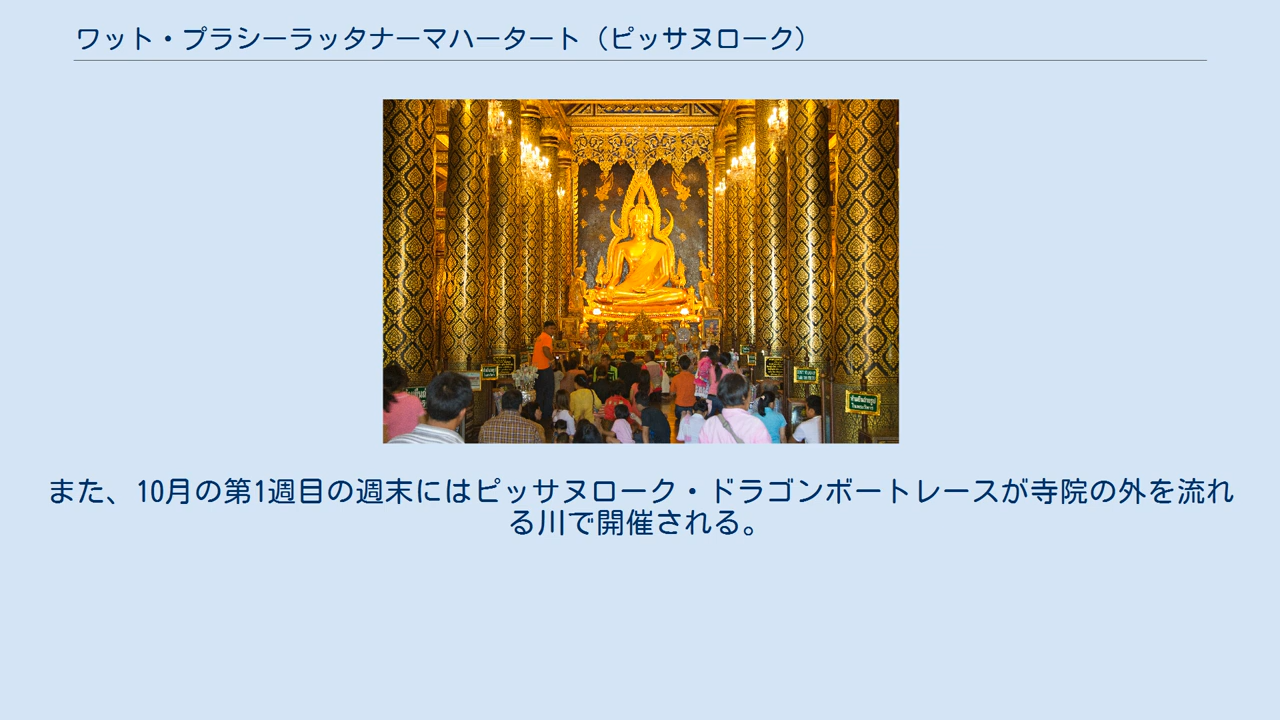 ワット・プラシーラッタナーマハータート（ピッサヌローク）
また、10月の第1週目の週末にはピッサヌローク・ドラゴンボートレースが寺院の外を流れ
る川で開催される。